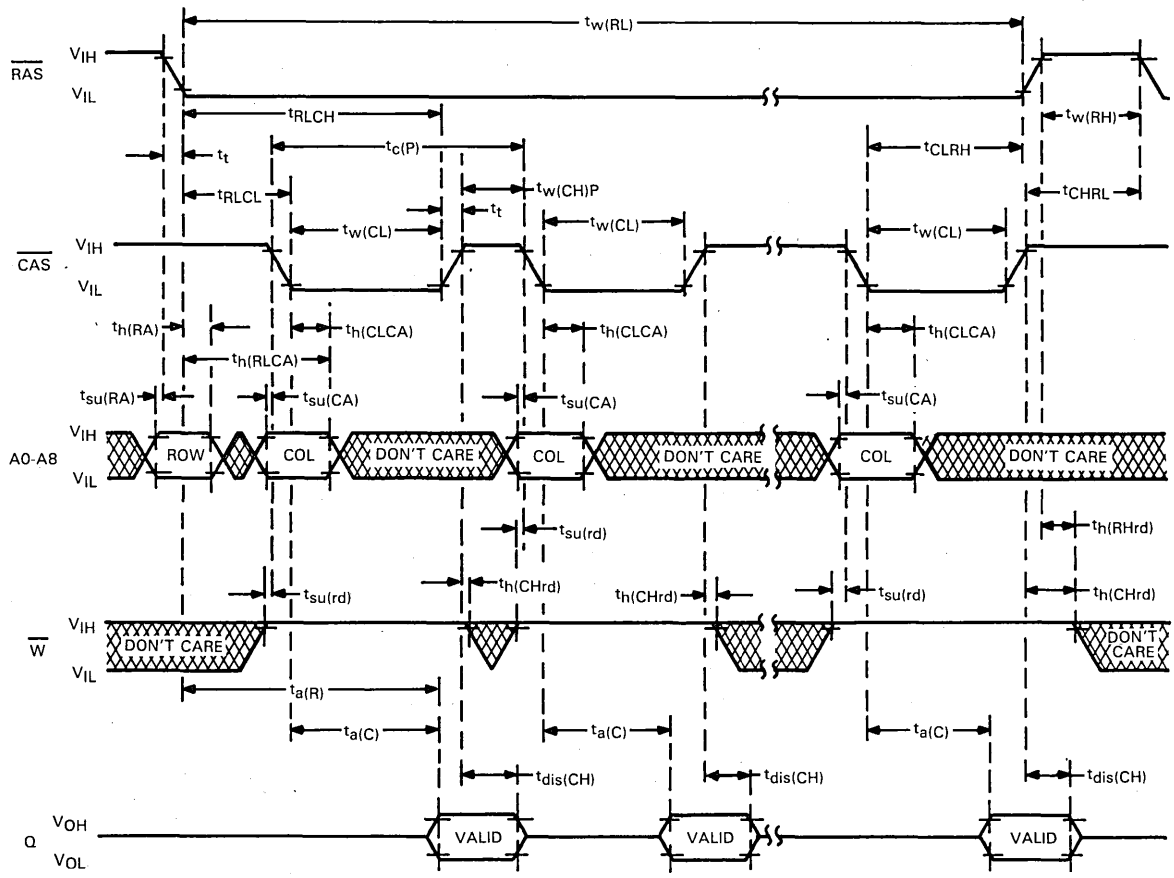 tw(RL)
RAS VIH
VIL
tRLCH
tw(RH)
tc(P)
tCLRH
tt
tw(CH)P
tRLCL
tCHRL
tt
tw(CL)
tw(CL)
tw(CL)
CAS VIH
VIL
th(RA)
th(CLCA)
th(CLCA)
th(CLCA)
th(RLCA)
tsu(RA)
tsu(CA)
tsu(CA)
tsu(CA)
A0-A8 VIH
VIL
ROW COL DON'T CARE COL DON'T CARE COL DON'T CARE
tsu(rd)
th(RHrd)
th(CHrd)
tsu(rd)
th(CHrd)
tsu(rd)
th(CHrd)
W VIH
VIL
DON'T CARE
DON'T
CARE
ta(R)
ta(C)
ta(C)
ta(C)
tdis(CH)
tdis(CH)
tdis(CH)
Q VOH
VOL
VALID VALID VALID